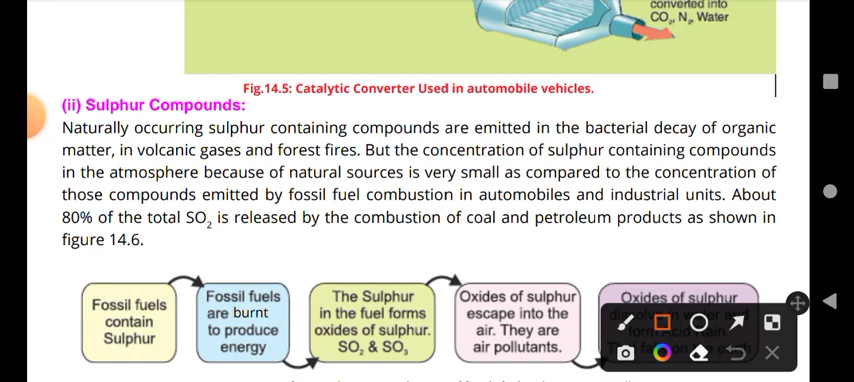 converted into
CO2, N2, Water
Fig.14.5: Catalytic Converter Used in automobile vehicles.
(ii) Sulphur Compounds:
Naturally occurring sulphur containing compounds are emitted in the bacterial decay of organic
matter, in volcanic gases and forest fires. But the concentration of sulphur containing compounds
in the atmosphere because of natural sources is very small as compared to the concentration of
those compounds emitted by fossil fuel combustion in automobiles and industrial units. About
80% of the total SO2 is released by the combustion of coal and petroleum products as shown in
figure 14.6.
Fossil fuels
contain
Sulphur
Fossil fuels
are burnt
to produce
energy
The Sulphur
in the fuel forms
oxides of sulphur.
SO2 & SO3
Oxides of sulphur
escape into the
air. They are
air pollutants.
Oxides of sulphur